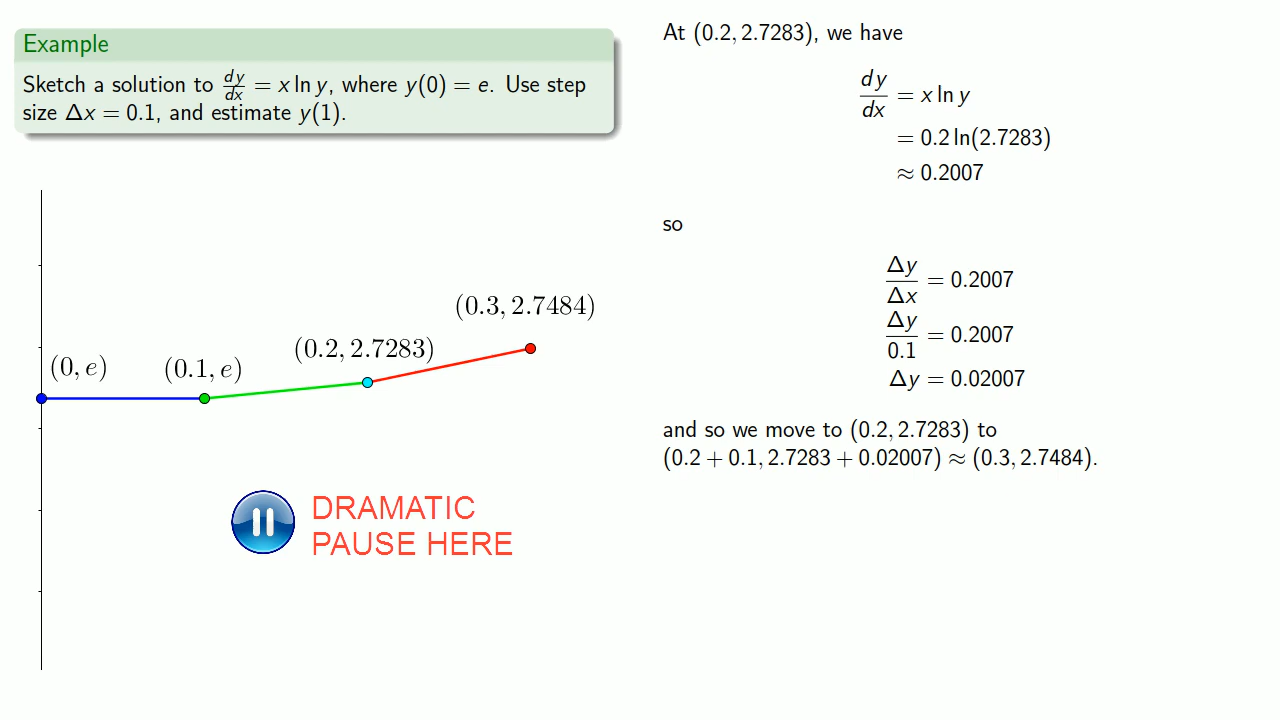 Example
Sketch a solution to dy/dx = x ln y, where y(0) = e. Use step
size Δx = 0.1, and estimate y(1).
(0, e)
(0.1, e)
(0.2, 2.7283)
(0.3, 2.7484)
DRAMATIC
PAUSE HERE
At (0.2, 2.7283), we have
dy/dx = x ln y
= 0.2 ln(2.7283)
≈ 0.2007
so
Δy/Δx = 0.2007
Δy/0.1 = 0.2007
Δy = 0.02007
and so we move to (0.2, 2.7283) to
(0.2 + 0.1, 2.7283 + 0.02007) ≈ (0.3, 2.7484).